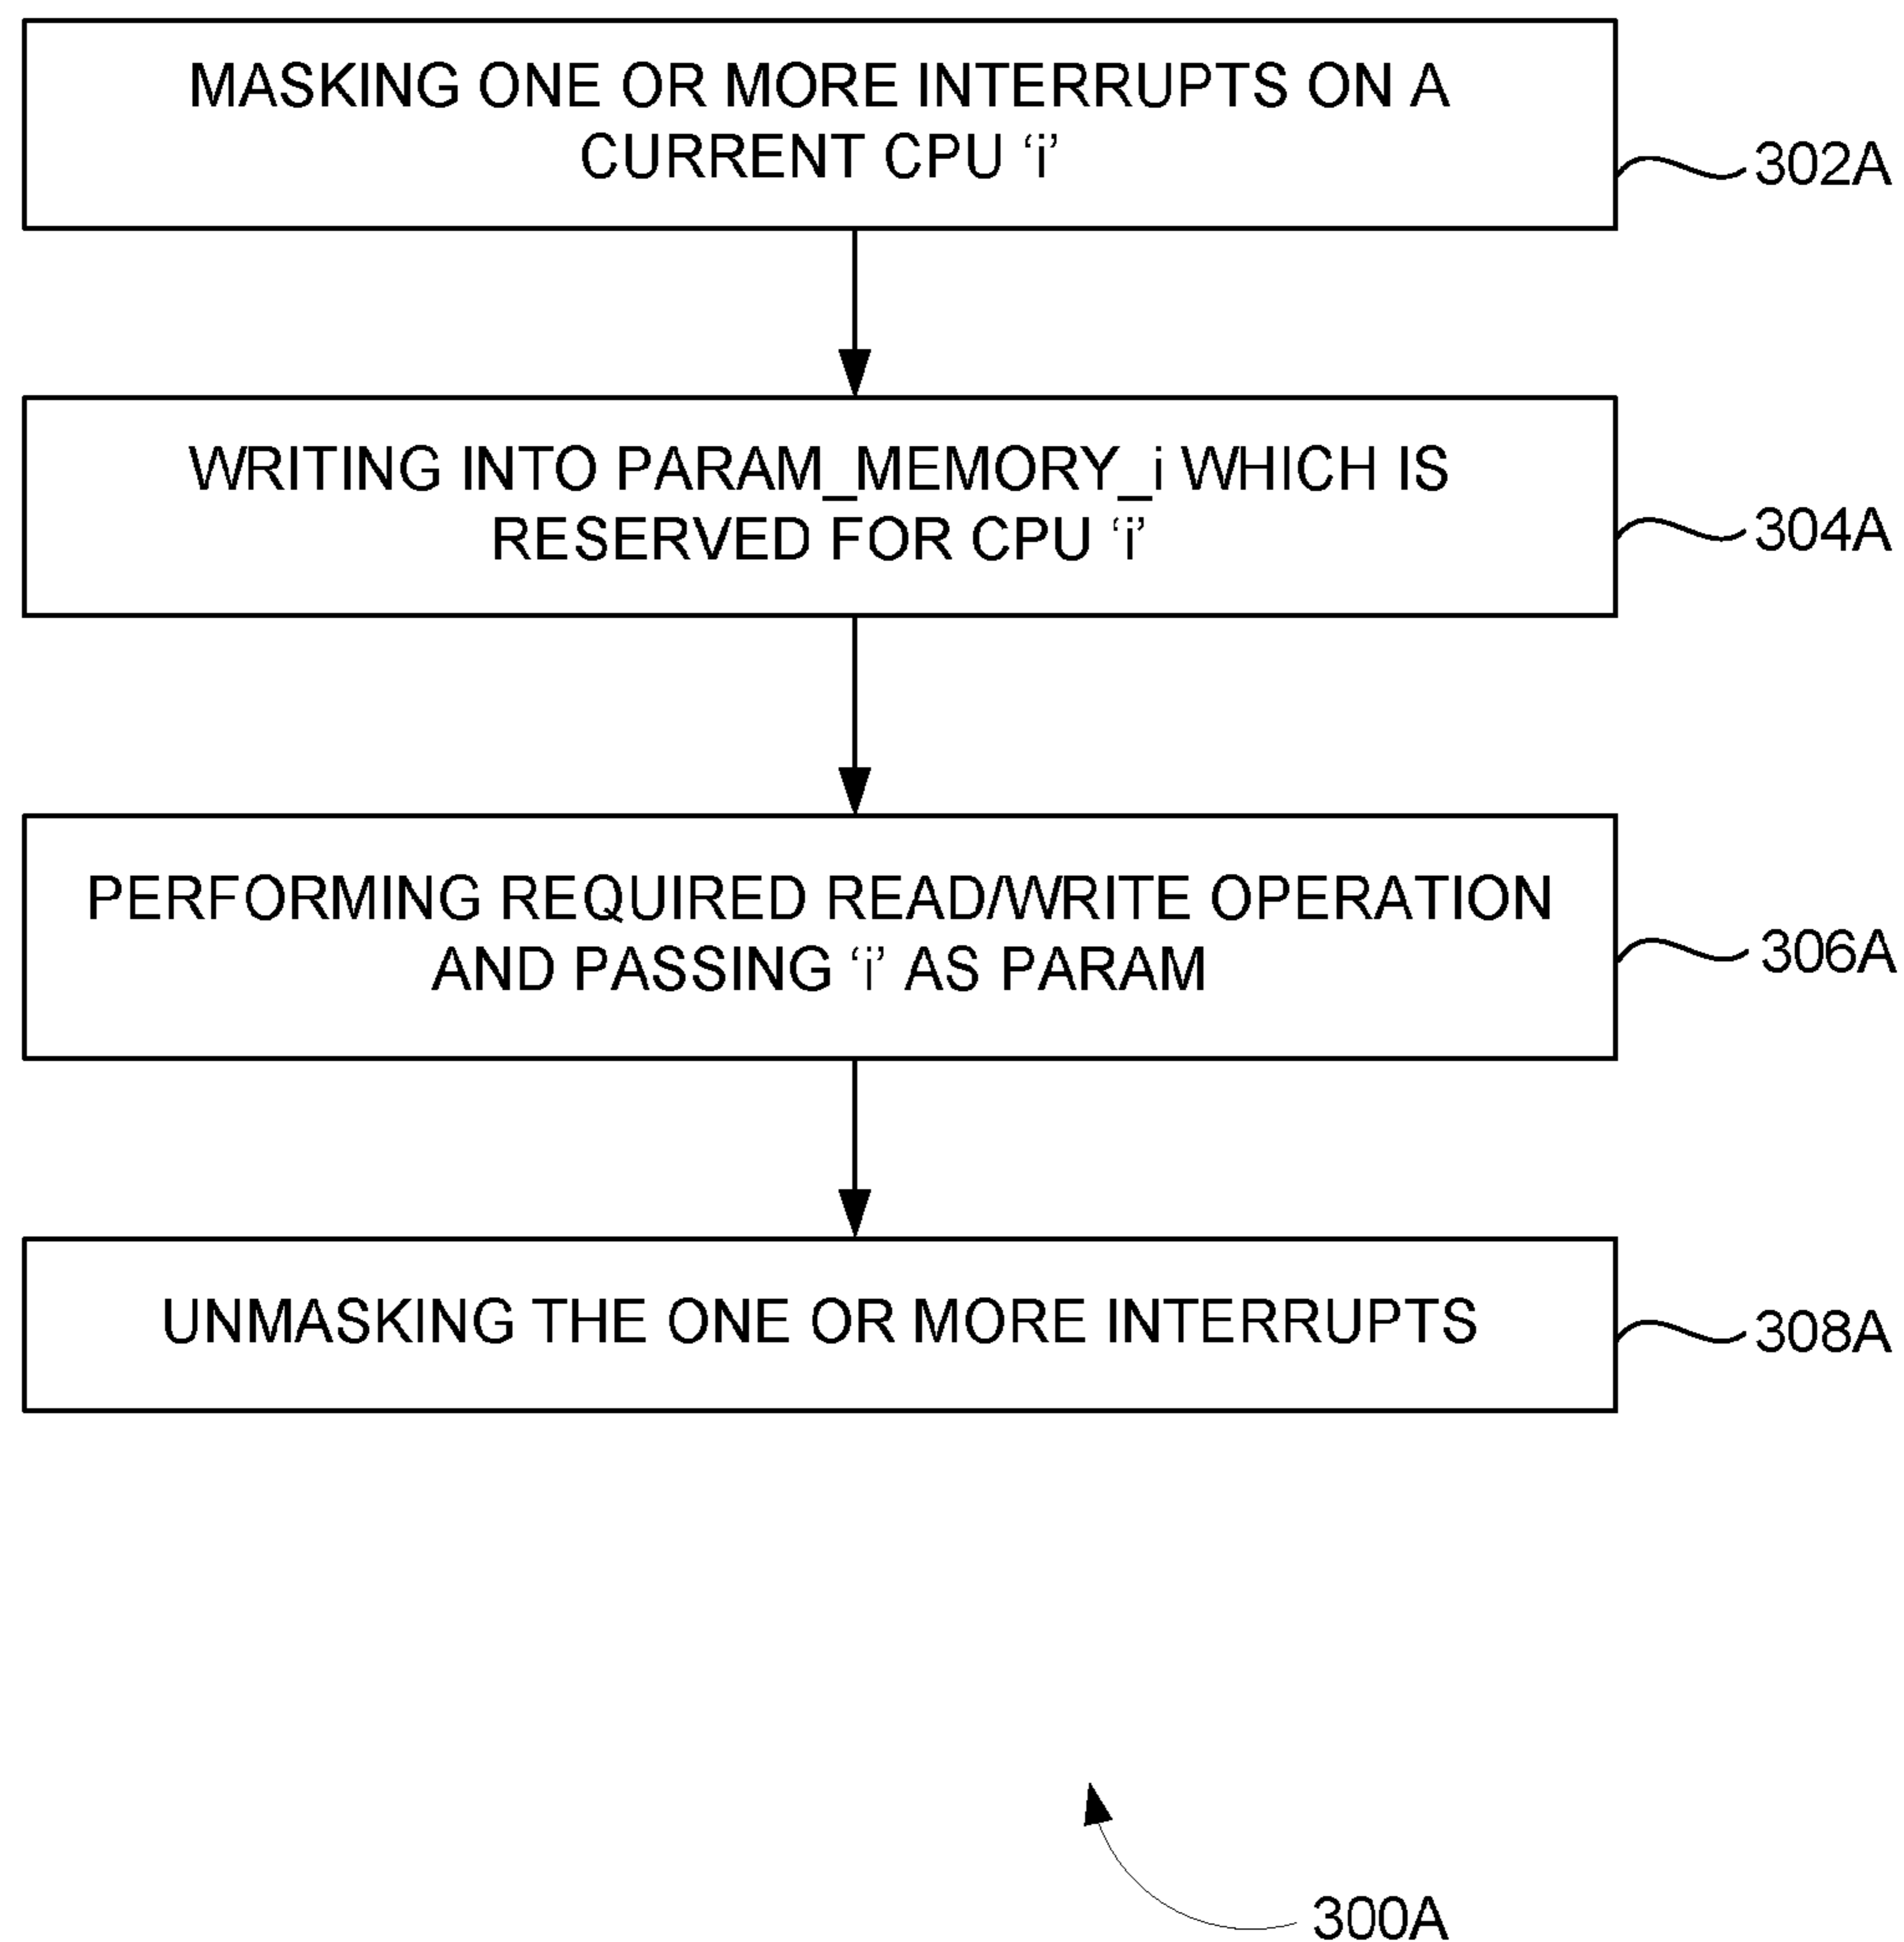 MASKING ONE OR MORE INTERRUPTS ON A
CURRENT CPU ‘i’
302A
WRITING INTO PARAM_MEMORY_i WHICH IS
RESERVED FOR CPU ‘i’
304A
PERFORMING REQUIRED READ/WRITE OPERATION
AND PASSING ‘i’ AS PARAM
306A
UNMASKING THE ONE OR MORE INTERRUPTS
308A
300A